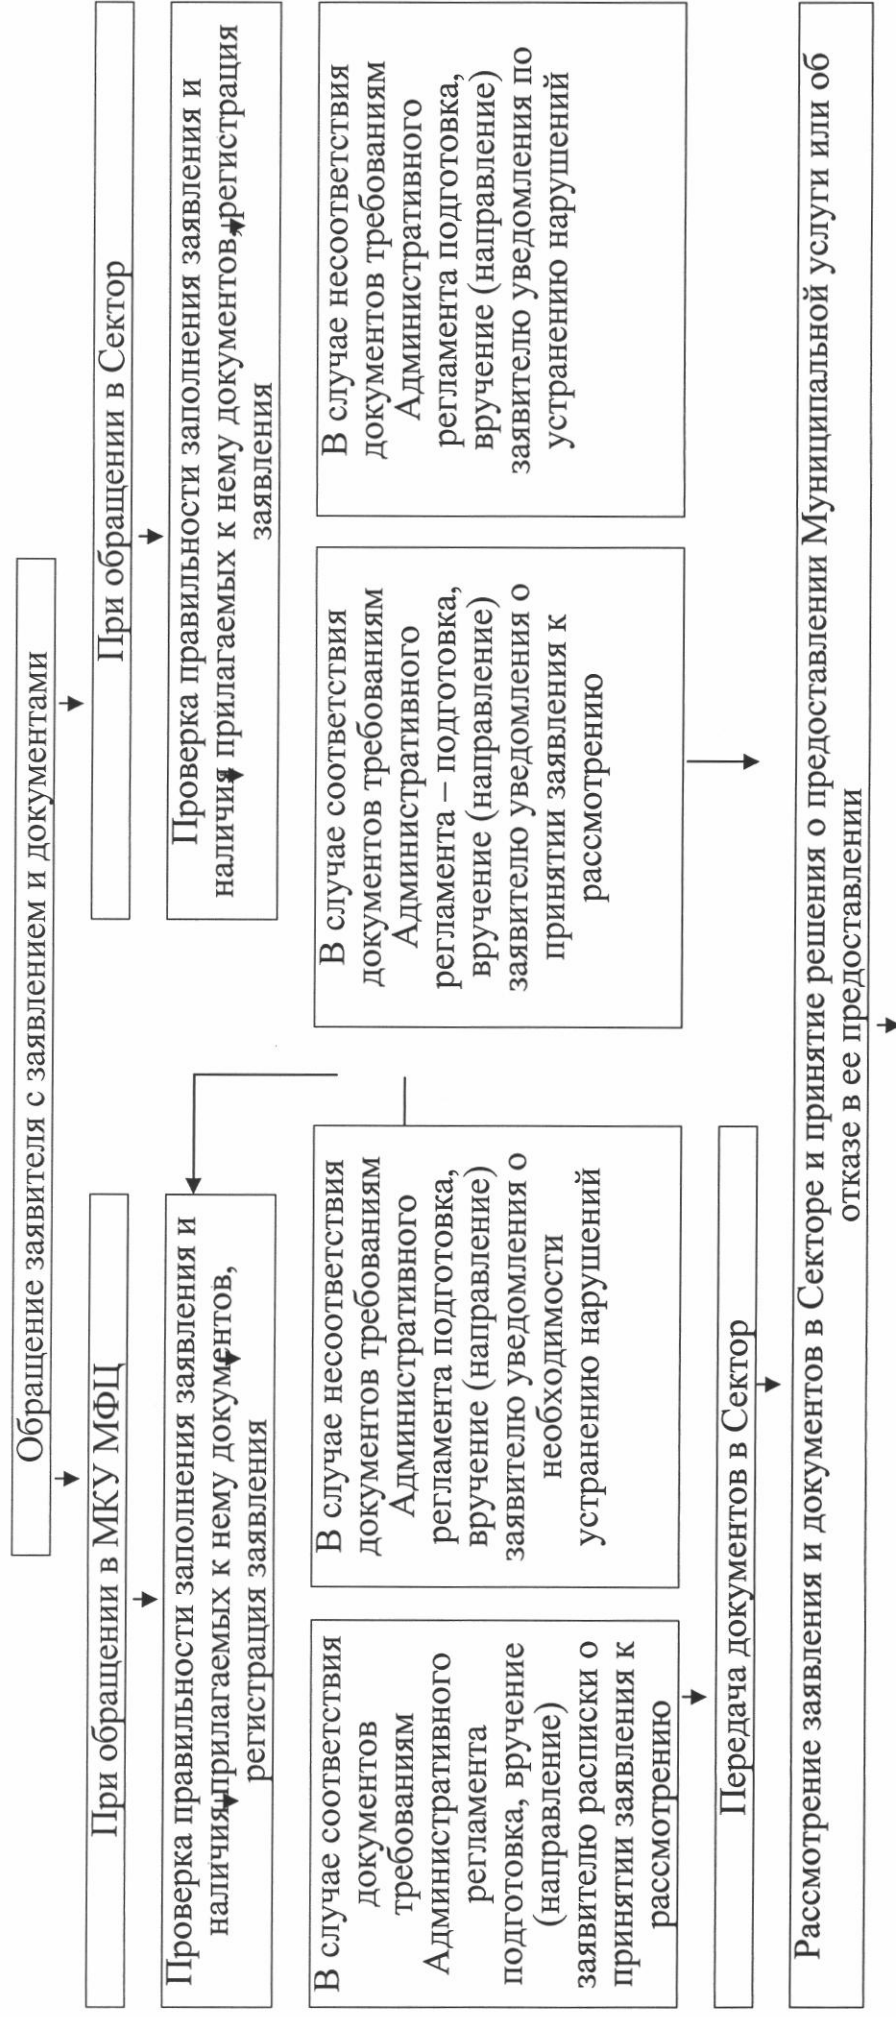 Обращение заявителя с заявлением и документами
При обращении в МКУ МФЦ
При обращении в Сектор
Проверка правильности заполнения заявления и
наличия прилагаемых к нему документов,
регистрация заявления
Проверка правильности заполнения заявления и
наличия прилагаемых к нему документов, регистрация
заявления
В случае соответствия
документов
требованиям
Административного
регламента
подготовка, вручение
(направление)
заявителю расписки о
принятии заявления к
рассмотрению
В случае несоответствия
документов требованиям
Административного
регламента подготовка,
вручение (направление)
заявителю уведомления о
необходимости
устранению нарушений
В случае соответствия
документов требованиям
Административного
регламента – подготовка,
вручение (направление)
заявителю уведомления о
принятии заявления к
рассмотрению
В случае несоответствия
документов требованиям
Административного
регламента подготовка,
вручение (направление)
заявителю уведомления по
устранению нарушений
Передача документов в Сектор
Рассмотрение заявления и документов в Секторе и принятие решения о предоставлении Муниципальной услуги или об
отказе в ее предоставлении